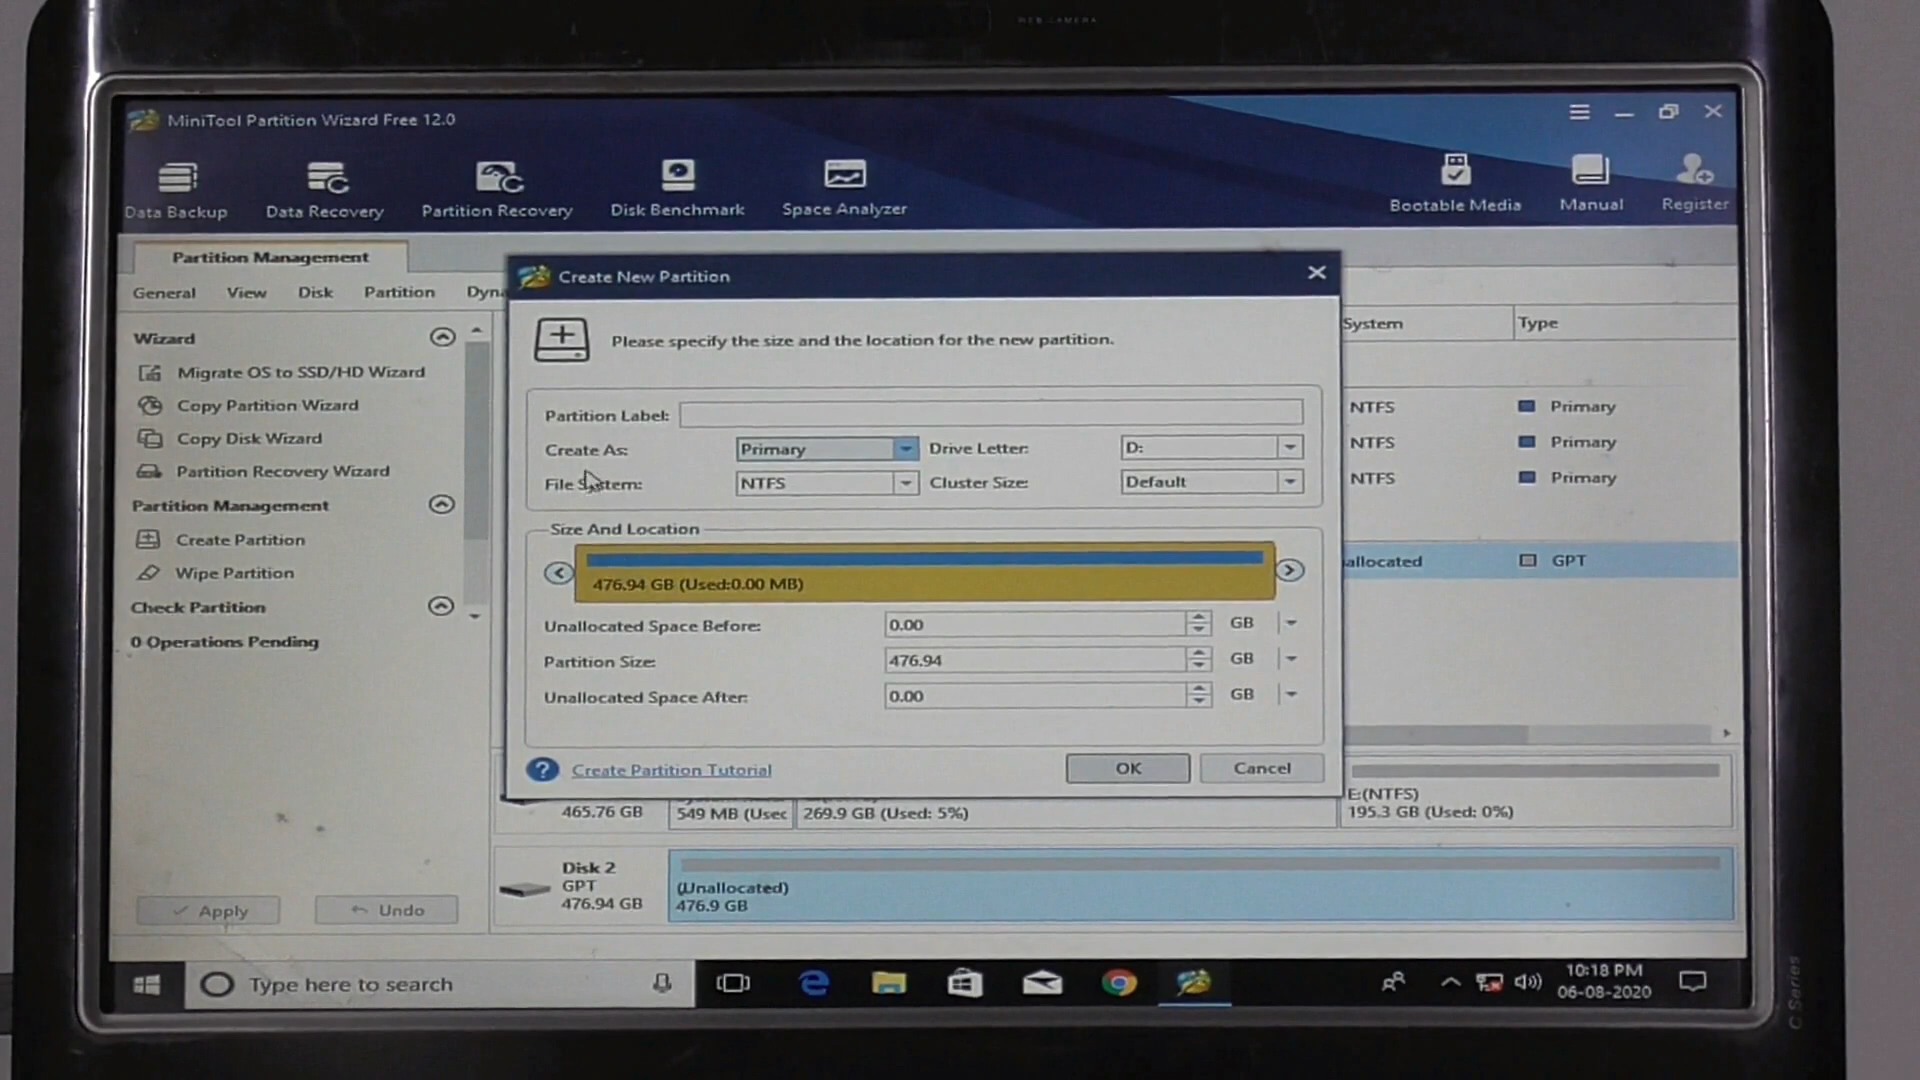 WEB CAMERA
MiniTool Partition Wizard Free 12.0
Data Backup
Data Recovery
Partition Recovery
Disk Benchmark
Space Analyzer
Bootable Media
Manual
Register
Partition Management
General View Disk Partition Dyna
Wizard
Migrate OS to SSD/HD Wizard
Copy Partition Wizard
Copy Disk Wizard
Partition Recovery Wizard
Partition Management
Create Partition
Wipe Partition
Check Partition
0 Operations Pending
Apply Undo
Create New Partition
Please specify the size and the location for the new partition.
Partition Label:
Create As: Primary Drive Letter: D:
File System: NTFS Cluster Size: Default
Size And Location
476.94 GB (Used:0.00 MB)
Unallocated Space Before: 0.00 GB
Partition Size: 476.94 GB
Unallocated Space After: 0.00 GB
Create Partition Tutorial
OK Cancel
System Type
NTFS Primary
NTFS Primary
NTFS Primary
allocated GPT
465.76 GB
549 MB (Usec
269.9 GB (Used: 5%)
E:(NTFS)
195.3 GB (Used: 0%)
Disk 2
GPT
476.94 GB
(Unallocated)
476.9 GB
Type here to search
10:18 PM
06-08-2020
C Series